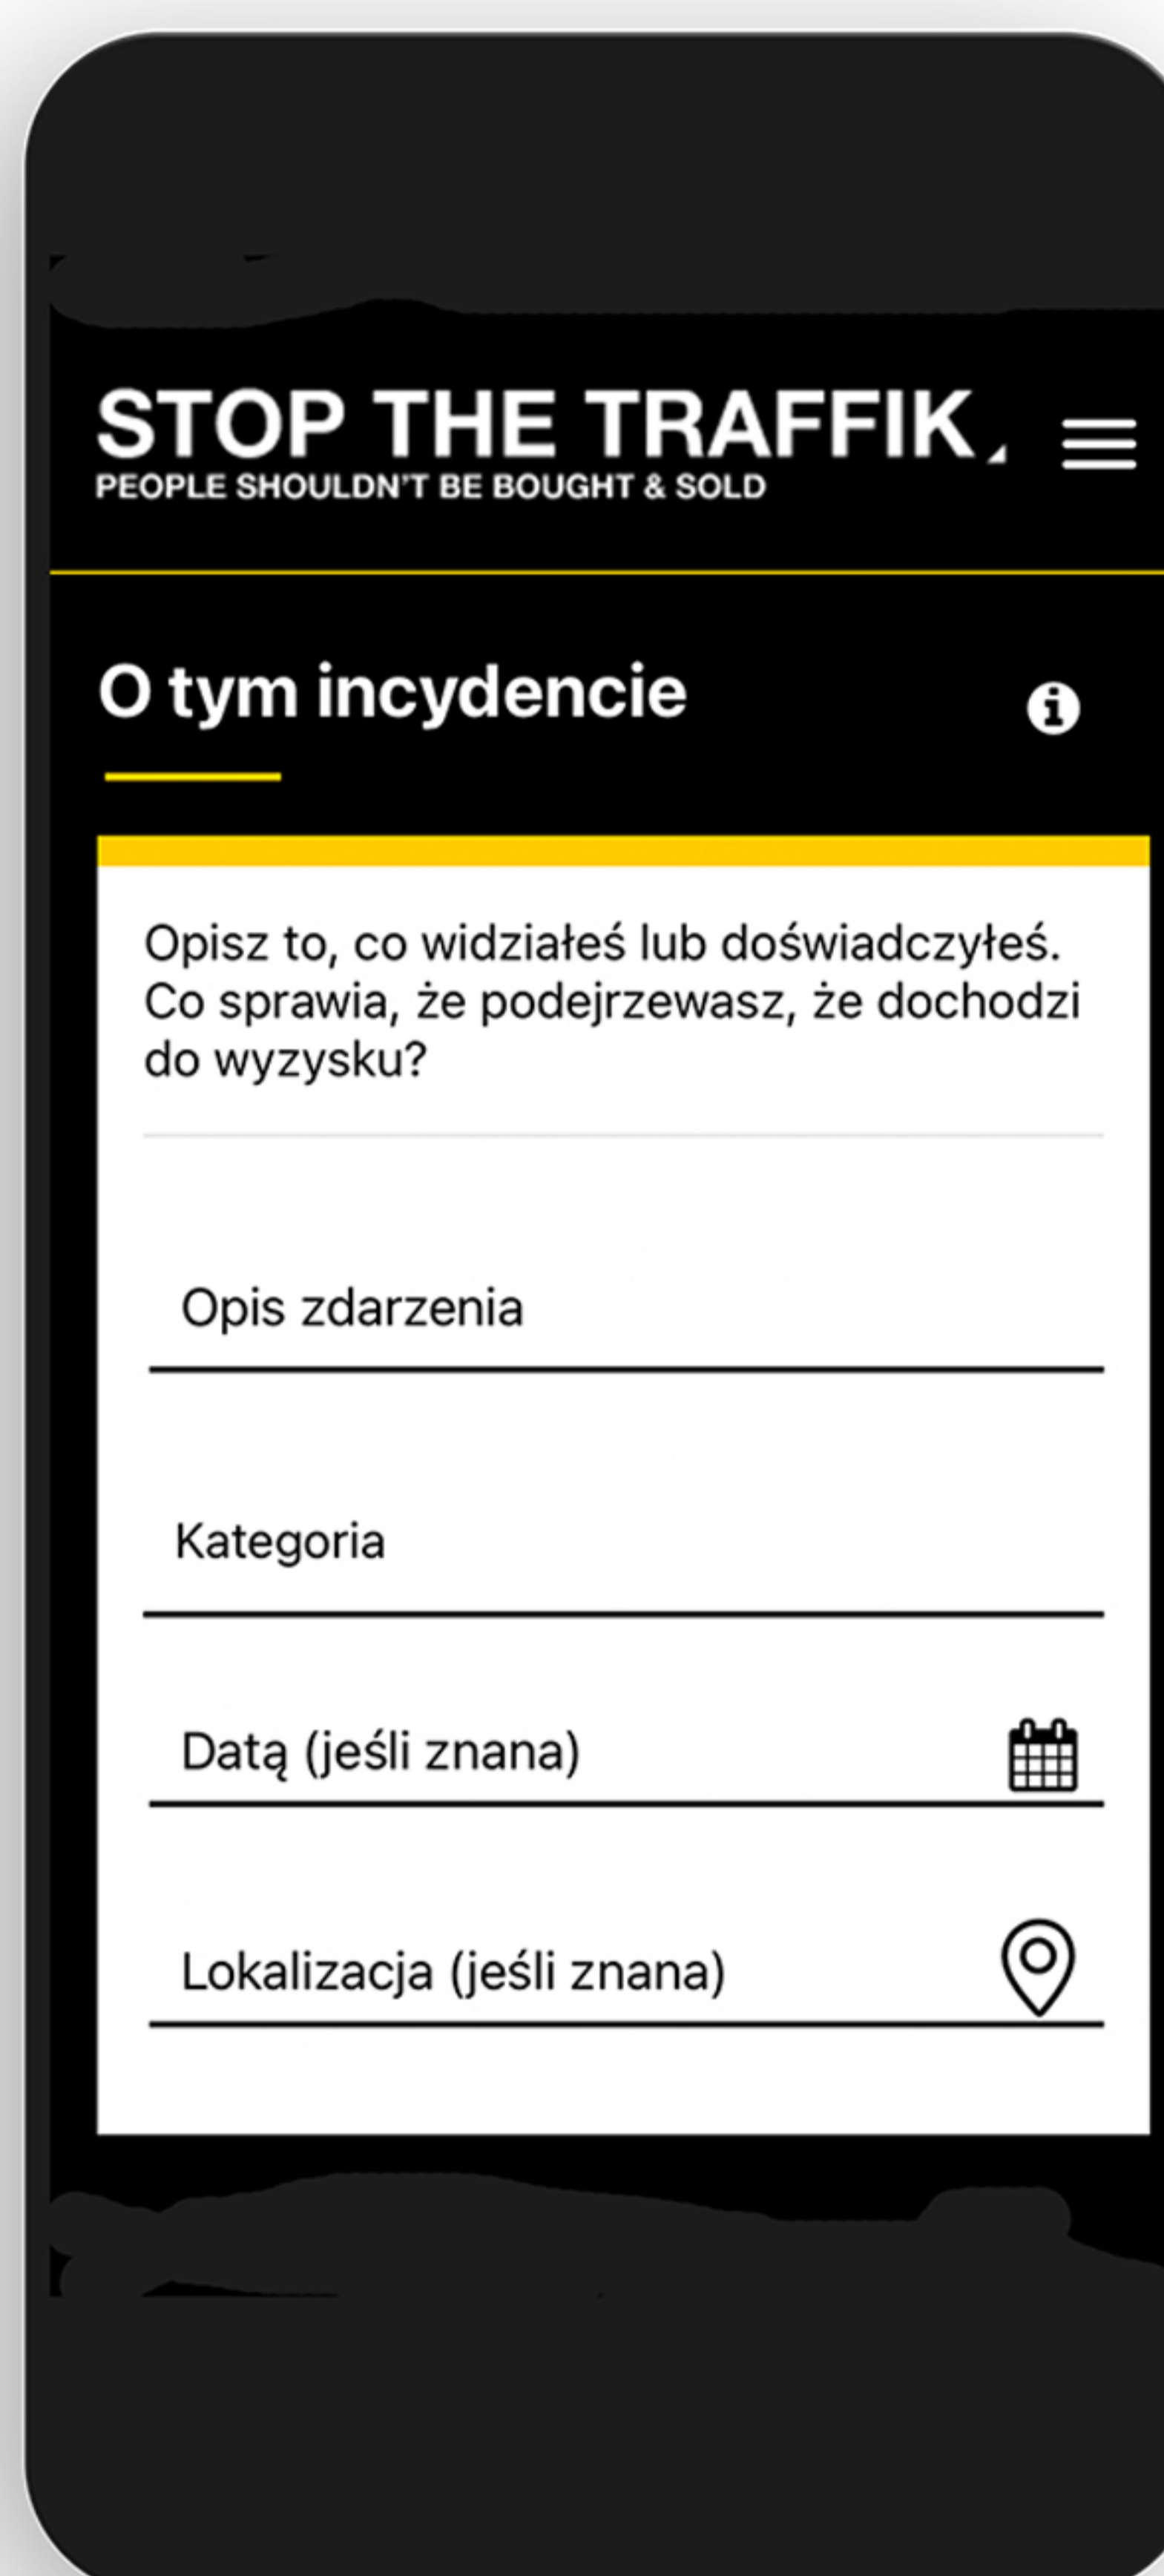 STOP THE TRAFFIK
PEOPLE SHOULDN'T BE BOUGHT & SOLD
O tym incydencie
Opisz to, co widziałeś lub doświadczyłeś.
Co sprawia, że podejrzewasz, że dochodzi
do wyzysku?
Opis zdarzenia
Kategoria
Datą (jeśli znana)
Lokalizacja (jeśli znana)